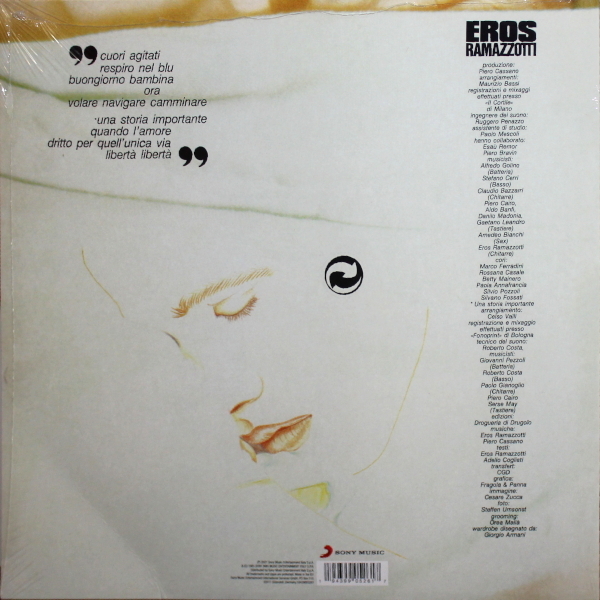 cuori agitati
respiro nel blu
buongiorno bambina
ora
volare navigare camminare
*una storia importante
quando l'amore
dritto per quell'unica via
libertà libertà
EROS
RAMAZZOTTI
produzione:
Piero Cassano
arrangiamenti:
Maurizio Bassi
registrazioni e mixaggi
effettuati presso
«Il Cortile»
di Milano
ingegnere del suono:
Ruggero Penazzo
assistente di studio:
Paolo Mescoli
hanno collaborato:
Esaù Remor
Piero Bravin
musicisti:
Alfredo Golino
(Batteria)
Stefano Cerri
(Basso)
Claudio Bazzarri
(Chitarre)
Piero Cairo,
Aldo Banfi,
Danilo Madonia,
Gaetano Leandro
(Tastiere)
Amedeo Bianchi
(Sax)
Eros Ramazzotti
(Chitarre)
cori:
Marco Ferradini
Rossana Casale
Betty Maineri
Paola Annafrancia
Silvio Pozzoli
Silvano Fossati
* Una storia importante
arrangiamento:
Celso Valli
registrazione e mixaggio
effettuati presso
«Fonoprint» di Bologna
tecnico del suono:
Roberto Costa,
musicisti:
Giovanni Pezzoli
(Batteria)
Roberto Costa
(Basso)
Paolo Gianolio
(Chitarre)
Piero Cairo
Serse May
(Tastiere)
edizioni:
Drogueria di Drugolo
musiche:
Eros Ramazzotti
Piero Cassano
testi:
Eros Ramazzotti
Adelio Cogliati
transfert:
CGD
grafica:
Fragola & Panna
immagine:
Cesare Zucca
foto:
Steffen Umsonst
grooming:
Orea Malià
wardrobe disegnato da:
Giorgio Armani
SONY MUSIC